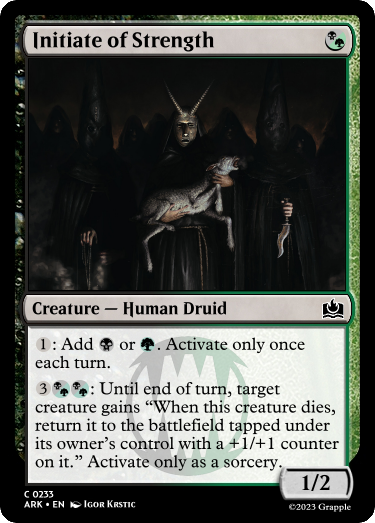 Initiate of Strength
Creature — Human Druid
1: Add or . Activate only once
each turn.
3: Until end of turn, target
creature gains “When this creature dies,
return it to the battlefield tapped under
its owner’s control with a +1/+1 counter
on it.” Activate only as a sorcery.
1/2
C 0233
ARK • EN Igor Krstic
©2023 Grapple